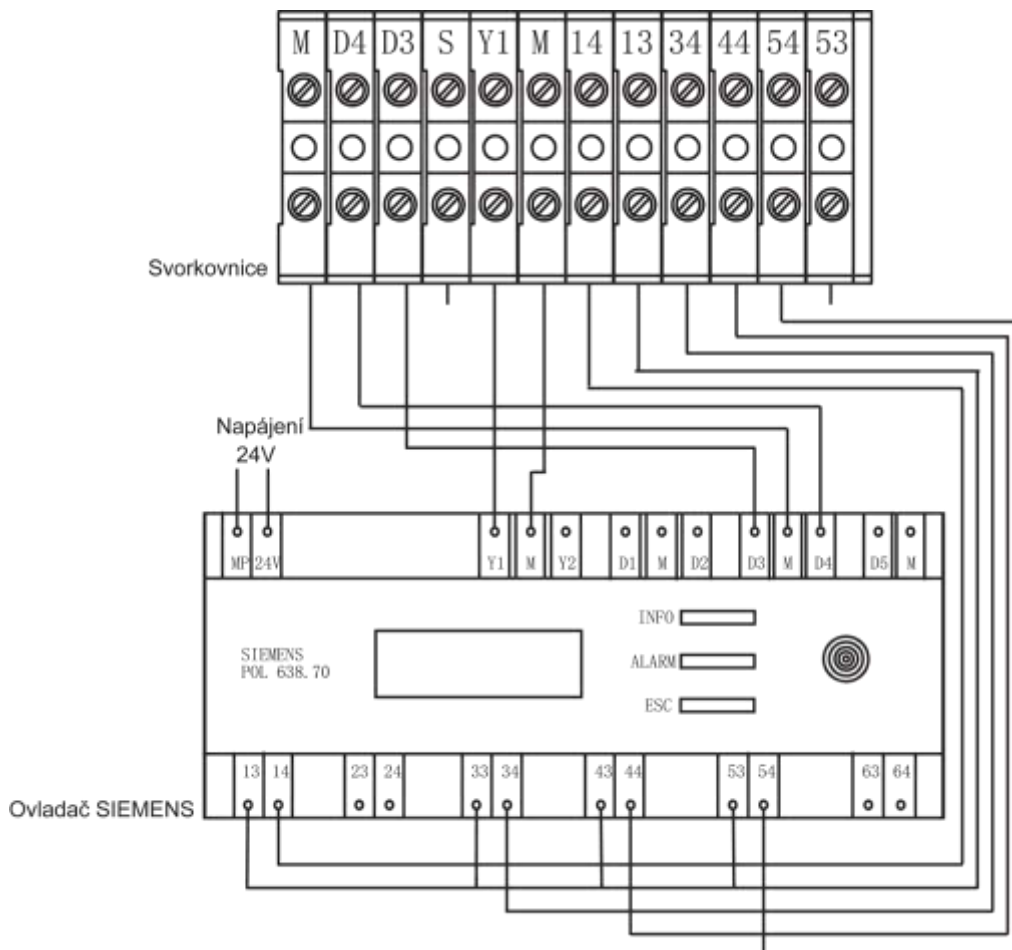 M D4 D3 S Y1 M 14 13 34 44 54 53
Svorkovnice
Napájení
24V
MP 24V Y1 M Y2 D1 M D2 D3 M D4 D5 M
INFO
SIEMENS
POL 638.70
ALARM
ESC
13 14 23 24 33 34 43 44 53 54 63 64
Ovladač SIEMENS